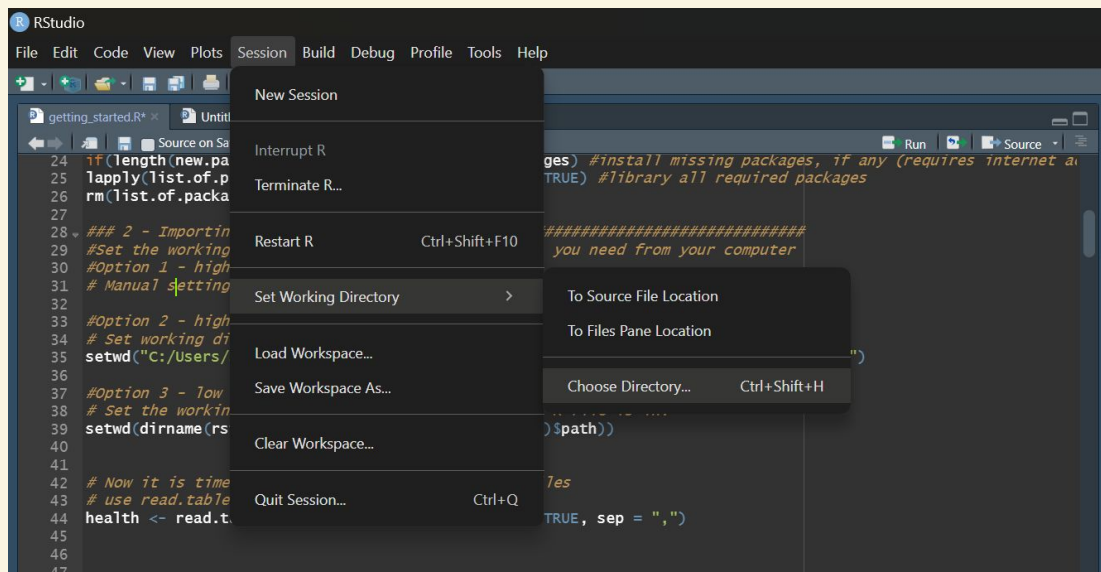 RStudio
File Edit Code View Plots Session Build Debug Profile Tools Help
getting_started.R* × Untitl
Source on Sa Run Source
New Session
Interrupt R
Terminate R...
Restart R Ctrl+Shift+F10
Set Working Directory >
Load Workspace...
Save Workspace As...
Clear Workspace...
Quit Session... Ctrl+Q
To Source File Location
To Files Pane Location
Choose Directory... Ctrl+Shift+H
24 if(length(new.pa ges) #install missing packages, if any (requires internet a
25 lapply(list.of.p TRUE) #library all required packages
26 rm(list.of.packa
27
28 ### 2 - Importin ############################
29 #Set the working you need from your computer
30 #Option 1 - high
31 # Manual setting
32
33 #Option 2 - high
34 # Set working di
35 setwd("C:/Users/ ")
36
37 #Option 3 - low
38 # Set the workin
39 setwd(dirname(rs )$path))
40
41
42 # Now it is time les
43 # use read.table
44 health <- read.t TRUE, sep = ",")
45
46
47